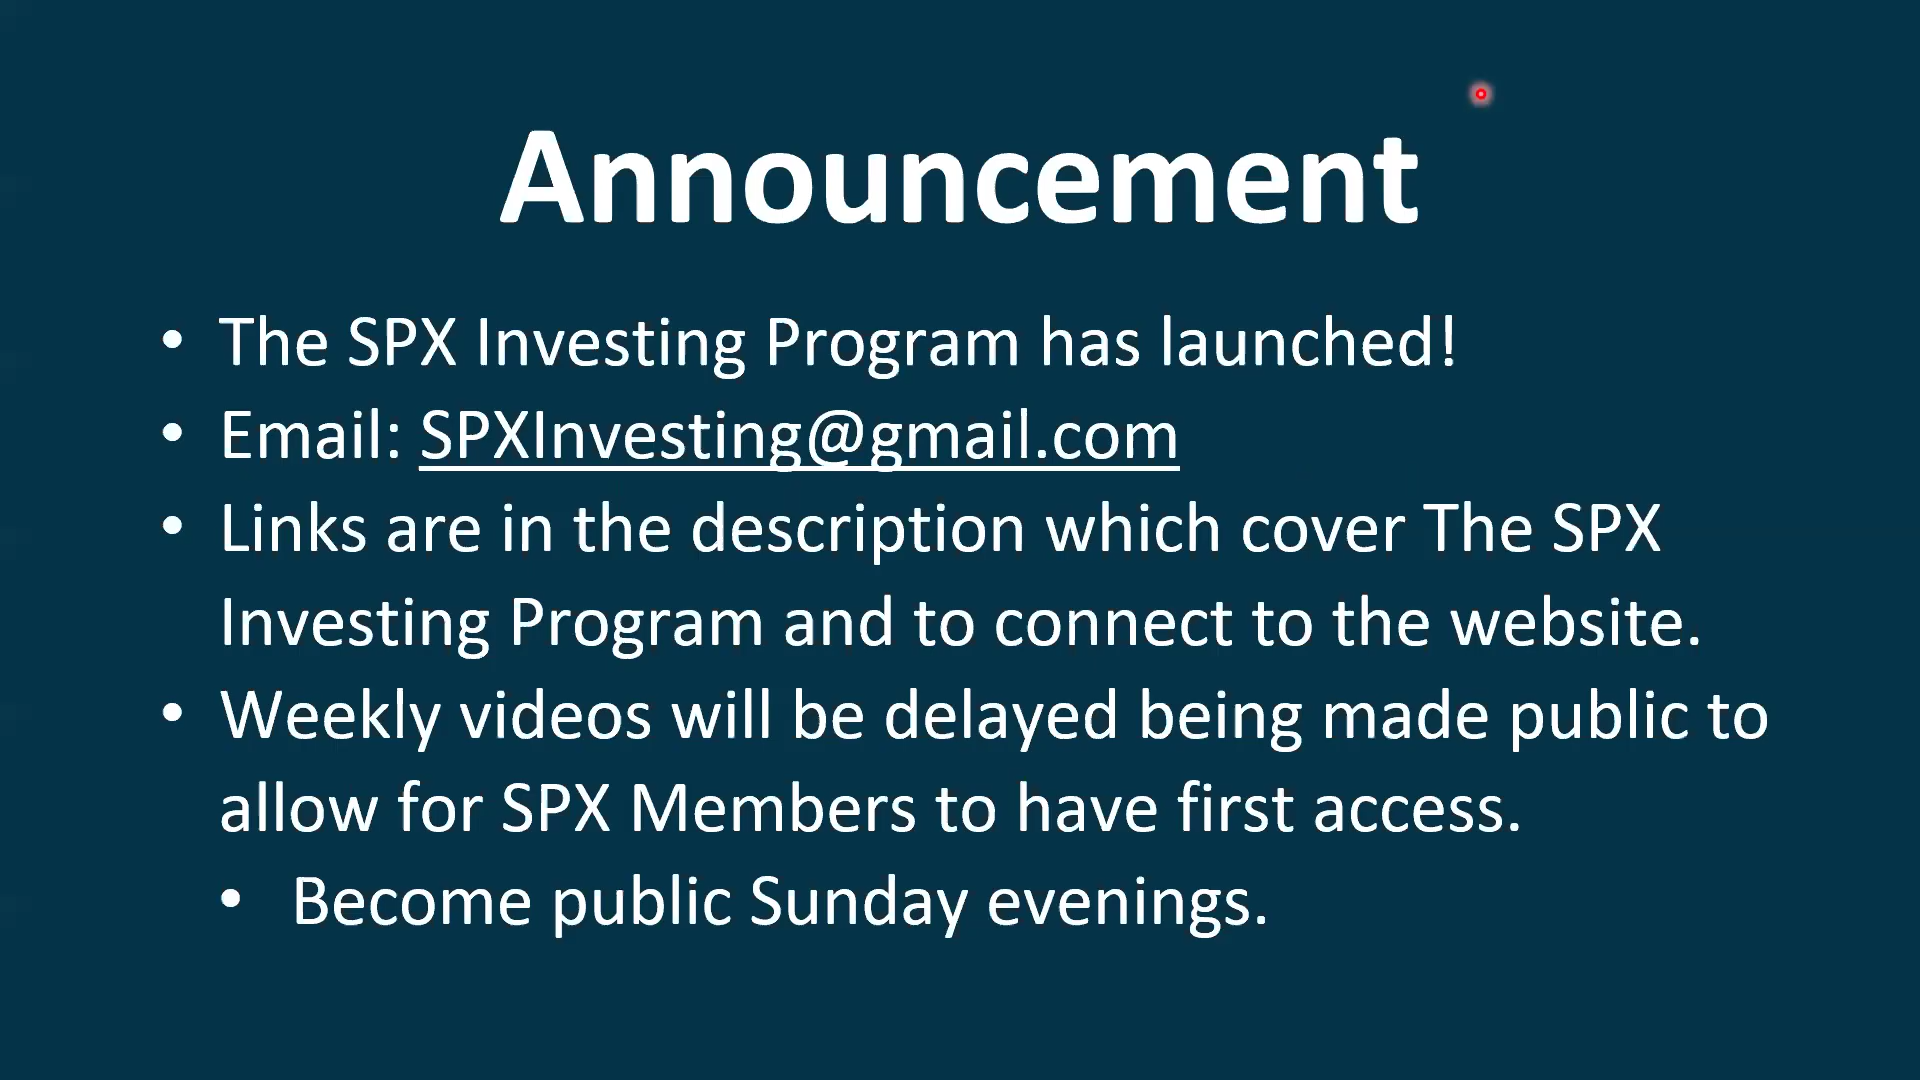 Announcement
• The SPX Investing Program has launched!
• Email: SPXInvesting@gmail.com
• Links are in the description which cover The SPX
Investing Program and to connect to the website.
• Weekly videos will be delayed being made public to
allow for SPX Members to have first access.
• Become public Sunday evenings.